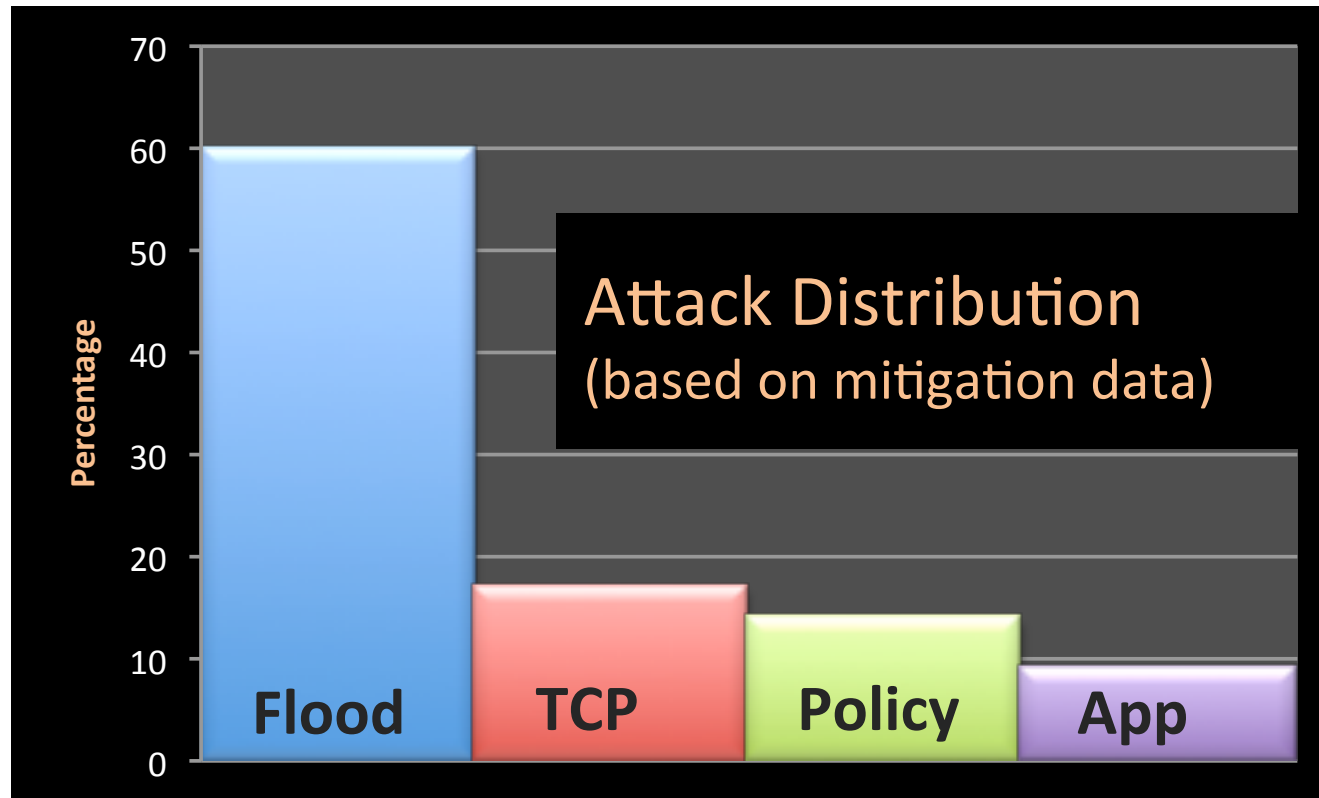 70
60
50
40
30
20
10
0
Percentage
Attack Distribution
(based on mitigation data)
Flood
TCP
Policy
App